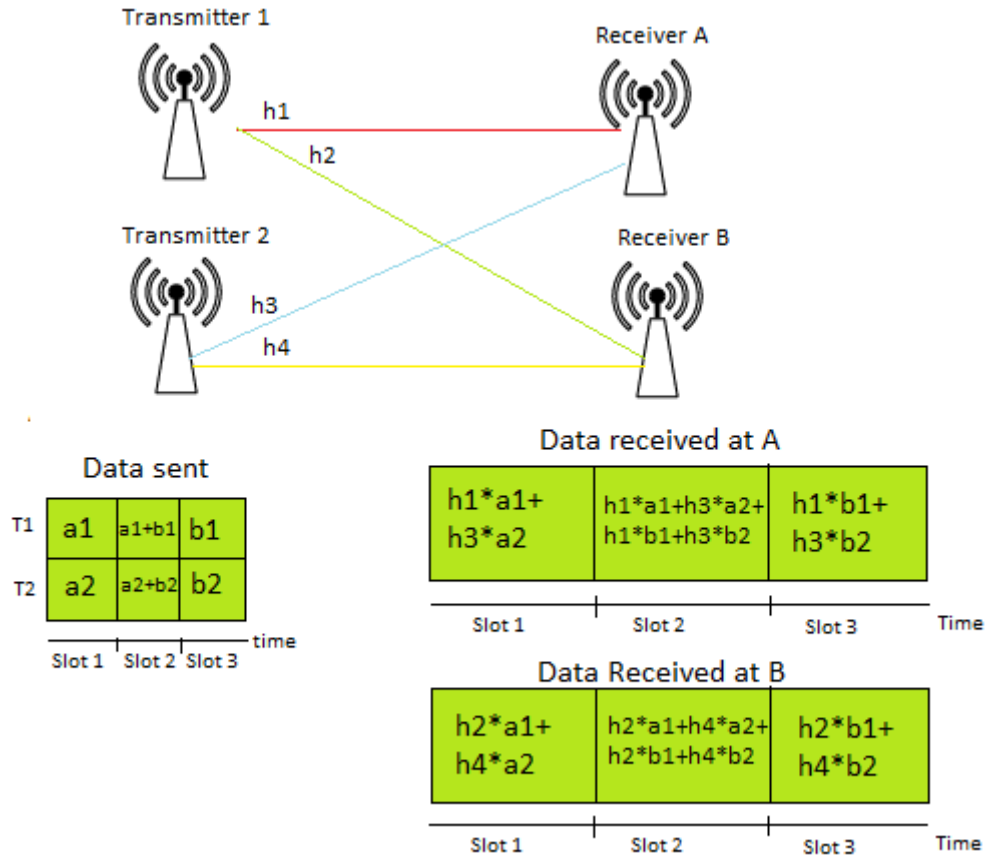 Transmitter 1
Receiver A
h1
h2
Transmitter 2
Receiver B
h3
h4
Data sent
T1
a1
a1+b1
b1
T2
a2
a2+b2
b2
time
Slot 1
Slot 2
Slot 3
Data received at A
h1*a1+
h3*a2
h1*a1+h3*a2+
h1*b1+h3*b2
h1*b1+
h3*b2
Slot 1
Slot 2
Slot 3
Time
Data Received at B
h2*a1+
h4*a2
h2*a1+h4*a2+
h2*b1+h4*b2
h2*b1+
h4*b2
Slot 1
Slot 2
Slot 3
Time